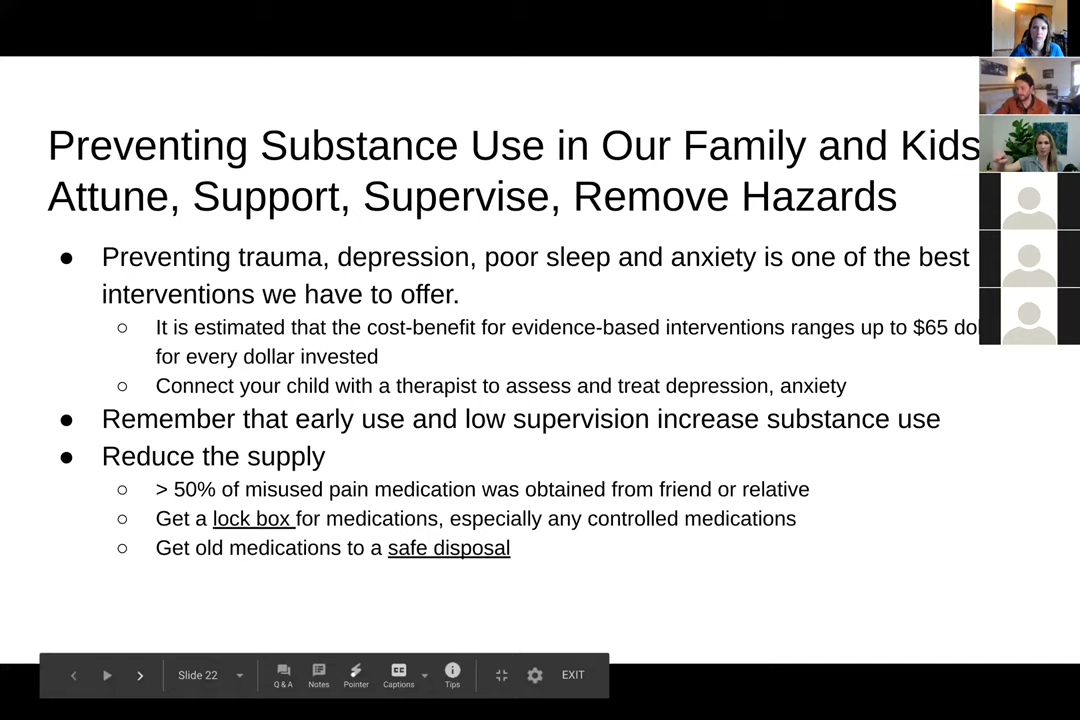 Preventing Substance Use in Our Family and Kids
Attune, Support, Supervise, Remove Hazards
● Preventing trauma, depression, poor sleep and anxiety is one of the best
interventions we have to offer.
○ It is estimated that the cost-benefit for evidence-based interventions ranges up to $65
for every dollar invested
○ Connect your child with a therapist to assess and treat depression, anxiety
● Remember that early use and low supervision increase substance use
● Reduce the supply
○ > 50% of misused pain medication was obtained from friend or relative
○ Get a lock box for medications, especially any controlled medications
○ Get old medications to a safe disposal
Slide 22 Q & A Notes Pointer CC Captions Tips EXIT